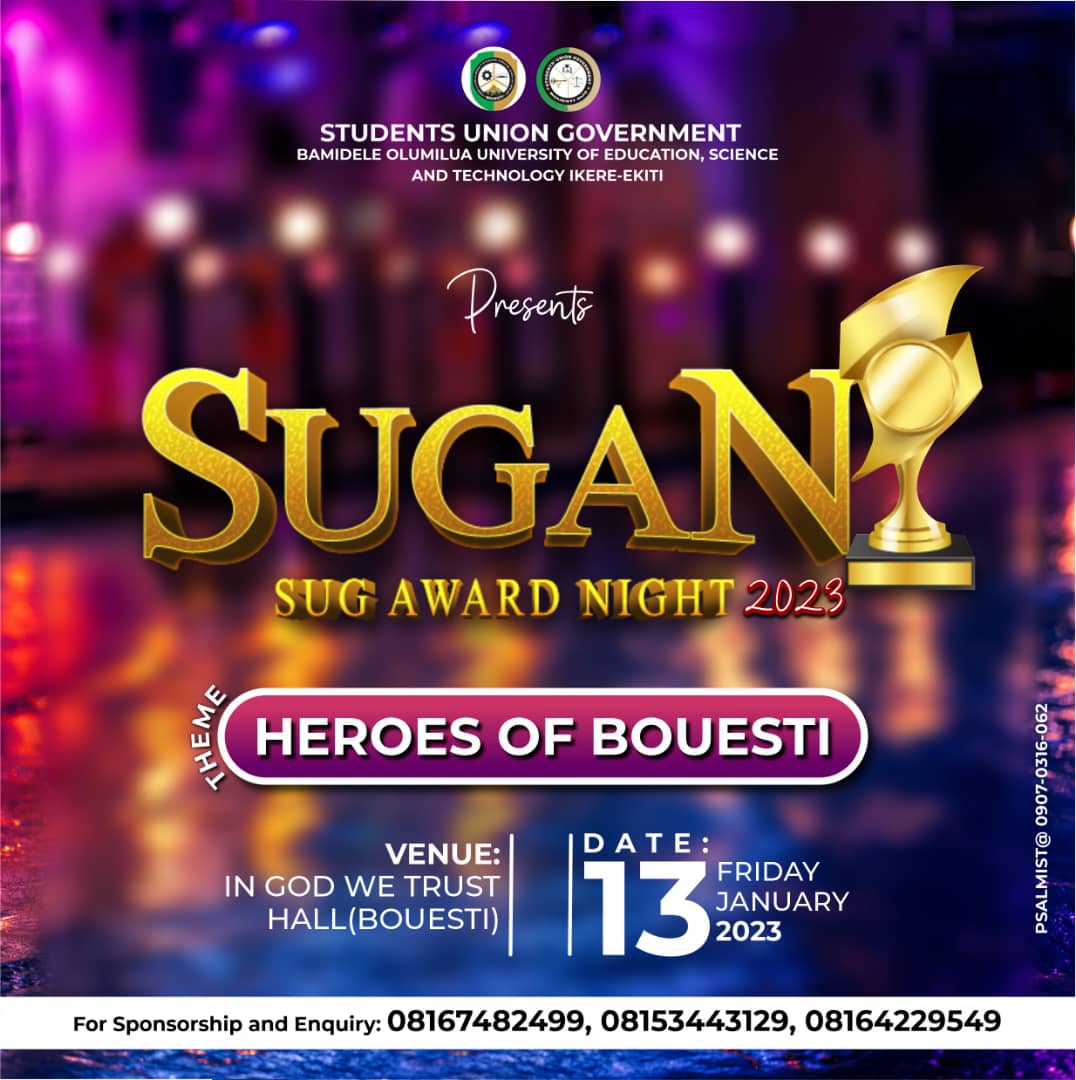 STUDENTS UNION GOVERNMENT
BAMIDELE OLUMILUA UNIVERSITY OF EDUCATION, SCIENCE
AND TECHNOLOGY IKERE-EKITI
Presents
SUGAN
SUG AWARD NIGHT 2023
THEME
HEROES OF BOUESTI
VENUE:
IN GOD WE TRUST
HALL(BOUESTI)
DATE:
13
FRIDAY
JANUARY
2023
PSALMIST@ 0907-0316-062
For Sponsorship and Enquiry: 08167482499, 08153443129, 08164229549